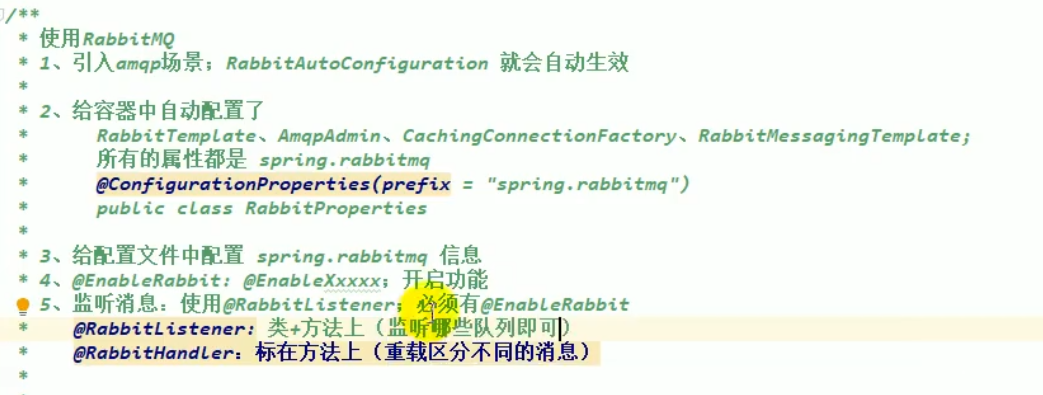 /**
* 使用RabbitMQ
* 1、引入amqp场景；RabbitAutoConfiguration 就会自动生效
*
* 2、给容器中自动配置了
* RabbitTemplate、AmqpAdmin、CachingConnectionFactory、RabbitMessagingTemplate;
* 所有的属性都是 spring.rabbitmq
* @ConfigurationProperties(prefix = "spring.rabbitmq")
* public class RabbitProperties
*
* 3、给配置文件中配置 spring.rabbitmq 信息
* 4、@EnableRabbit: @EnableXxxxx；开启功能
* 5、监听消息：使用@RabbitListener；必须有@EnableRabbit
* @RabbitListener: 类+方法上（监听哪些队列即可）
* @RabbitHandler：标在方法上（重载区分不同的消息）
*